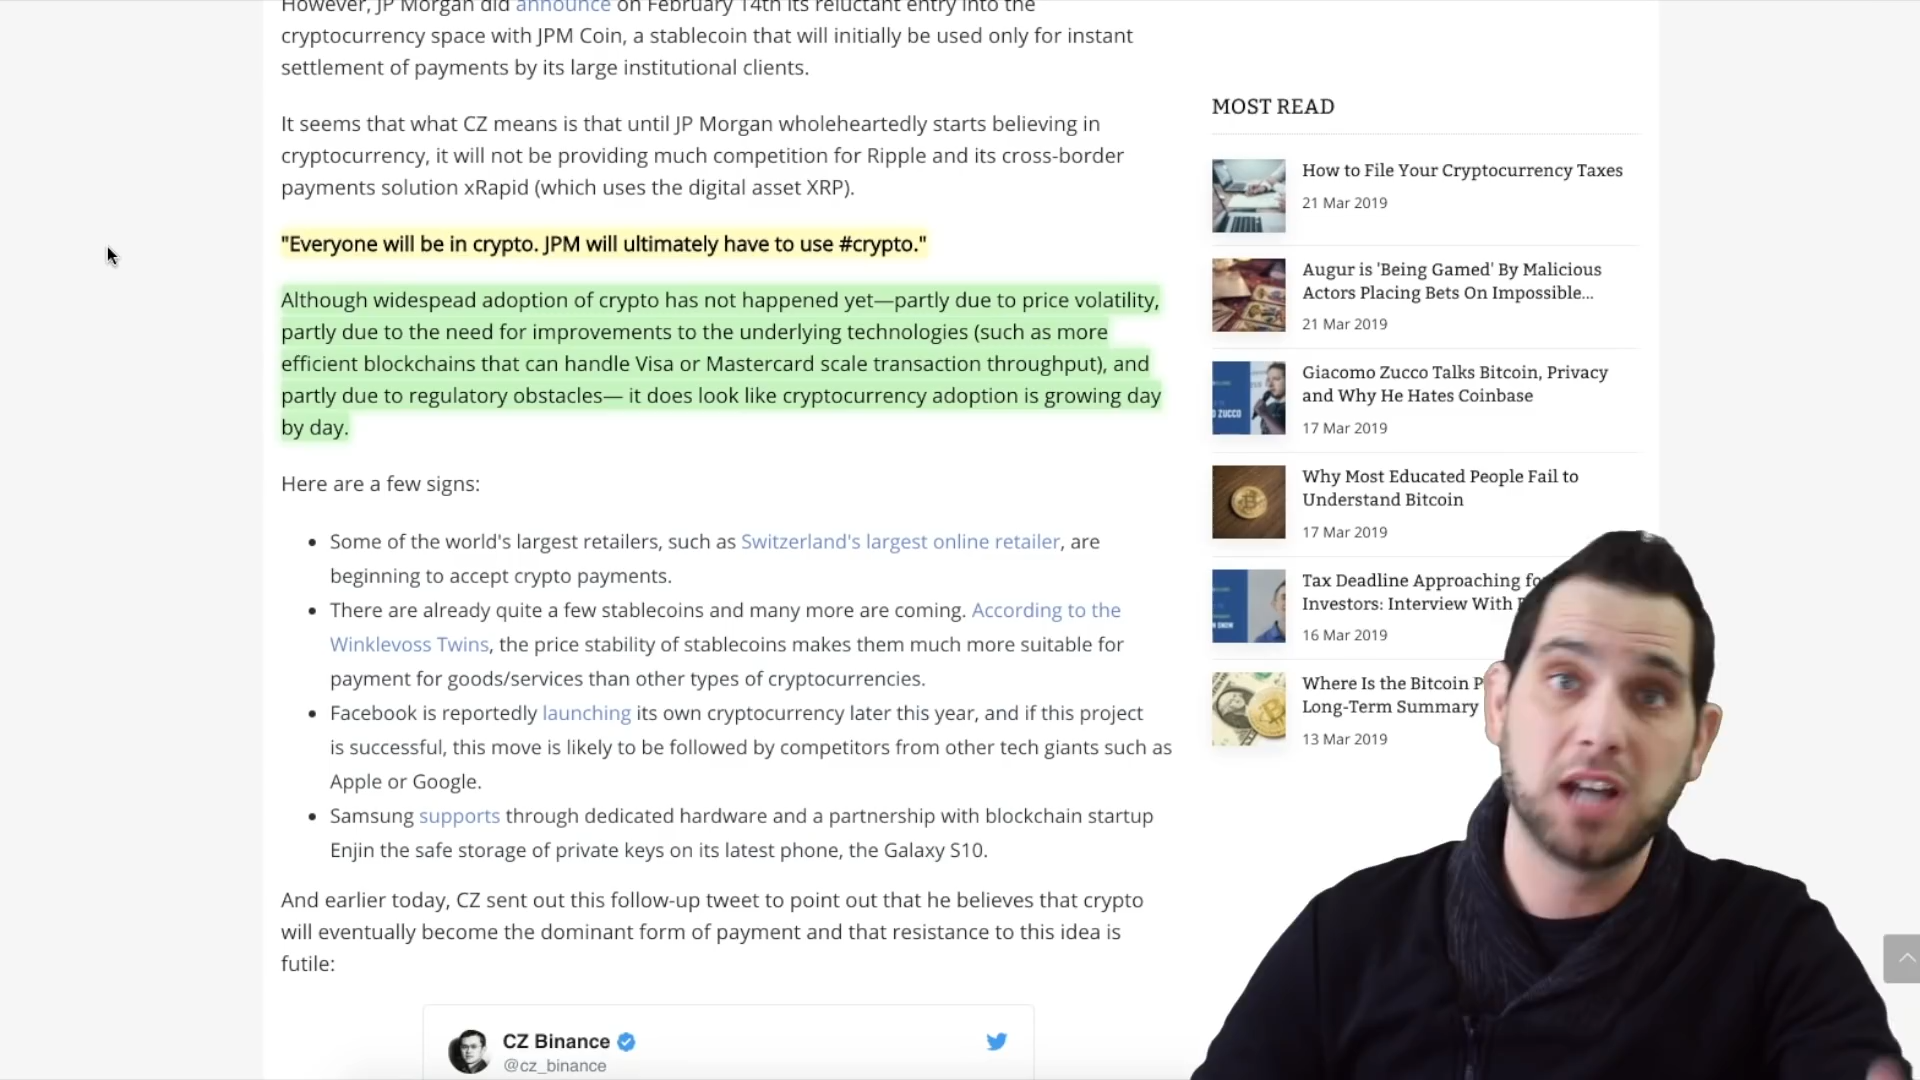 However, JP Morgan did announce on February 14th its reluctant entry into the
cryptocurrency space with JPM Coin, a stablecoin that will initially be used only for instant
settlement of payments by its large institutional clients.
It seems that what CZ means is that until JP Morgan wholeheartedly starts believing in
cryptocurrency, it will not be providing much competition for Ripple and its cross-border
payments solution xRapid (which uses the digital asset XRP).
"Everyone will be in crypto. JPM will ultimately have to use #crypto."
Although widespread adoption of crypto has not happened yet—partly due to price volatility,
partly due to the need for improvements to the underlying technologies (such as more
efficient blockchains that can handle Visa or Mastercard scale transaction throughput), and
partly due to regulatory obstacles— it does look like cryptocurrency adoption is growing day
by day.
Here are a few signs:
• Some of the world's largest retailers, such as Switzerland's largest online retailer, are
beginning to accept crypto payments.
• There are already quite a few stablecoins and many more are coming. According to the
Winklevoss Twins, the price stability of stablecoins makes them much more suitable for
payment for goods/services than other types of cryptocurrencies.
• Facebook is reportedly launching its own cryptocurrency later this year, and if this project
is successful, this move is likely to be followed by competitors from other tech giants such as
Apple or Google.
• Samsung supports through dedicated hardware and a partnership with blockchain startup
Enjin the safe storage of private keys on its latest phone, the Galaxy S10.
And earlier today, CZ sent out this follow-up tweet to point out that he believes that crypto
will eventually become the dominant form of payment and that resistance to this idea is
futile:
CZ Binance
@cz_binance
MOST READ
How to File Your Cryptocurrency Taxes
21 Mar 2019
Augur is 'Being Gamed' By Malicious
Actors Placing Bets On Impossible...
21 Mar 2019
ZUCCO
Giacomo Zucco Talks Bitcoin, Privacy
and Why He Hates Coinbase
17 Mar 2019
Why Most Educated People Fail to
Understand Bitcoin
17 Mar 2019
Tax Deadline Approaching
Investors: Interview With
16 Mar 2019
Where Is the Bitcoin
Long-Term Summary
13 Mar 2019